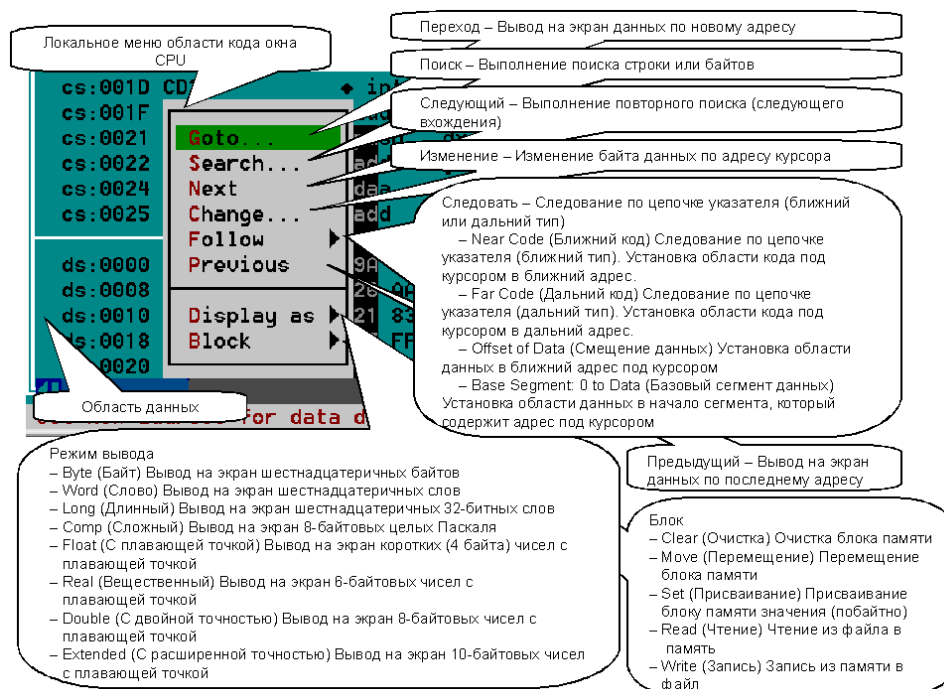 Локальное меню области кода окна
CPU
Переход – Вывод на экран данных по новому адресу
Поиск – Выполнение поиска строки или байтов
Следующий – Выполнение повторного поиска (следующего
вхождения)
Изменение – Изменение байта данных по адресу курсора
Следовать – Следование по цепочке указателя (ближний
или дальний тип)
– Near Code (Ближний код) Следование по цепочке
указателя (ближний тип). Установка области кода под
курсором в ближний адрес.
– Far Code (Дальний код) Следование по цепочке
указателя (дальний тип). Установка области кода под
курсором в дальний адрес.
– Offset of Data (Смещение данных) Установка области
данных в ближний адрес под курсором
– Base Segment: 0 to Data (Базовый сегмент данных)
Установка области данных в начало сегмента, который
содержит адрес под курсором
cs:001D CD
cs:001F
cs:0021
cs:0022 add
cs:0024 daa
cs:0025 add
ds:0000 9A
ds:0008
ds:0010 21 83
ds:0018 FF
:0020
Goto...
Search...
Next
Change...
Follow
Previous
Display as
Block
Область данных
for data d
Предыдущий – Вывод на экран
данных по последнему адресу
Режим вывода
– Byte (Байт) Вывод на экран шестнадцатеричных байтов
– Word (Слово) Вывод на экран шестнадцатеричных слов
– Long (Длинный) Вывод на экран шестнадцатеричных 32-битных слов
– Comp (Сложный) Вывод на экран 8-байтовых целых Паскаля
– Float (С плавающей точкой) Вывод на экран коротких (4 байта) чисел с
плавающей точкой
– Real (Вещественный) Вывод на экран 6-байтовых чисел с
плавающей точкой
– Double (С двойной точностью) Вывод на экран 8-байтовых чисел с
плавающей точкой
– Extended (С расширенной точностью) Вывод на экран 10-байтовых чисел
с плавающей точкой
Блок
– Clear (Очистка) Очистка блока памяти
– Move (Перемещение) Перемещение
блока памяти
– Set (Присваивание) Присваивание
блоку памяти значения (побайтно)
– Read (Чтение) Чтение из файла в
память
– Write (Запись) Запись из памяти в
файл